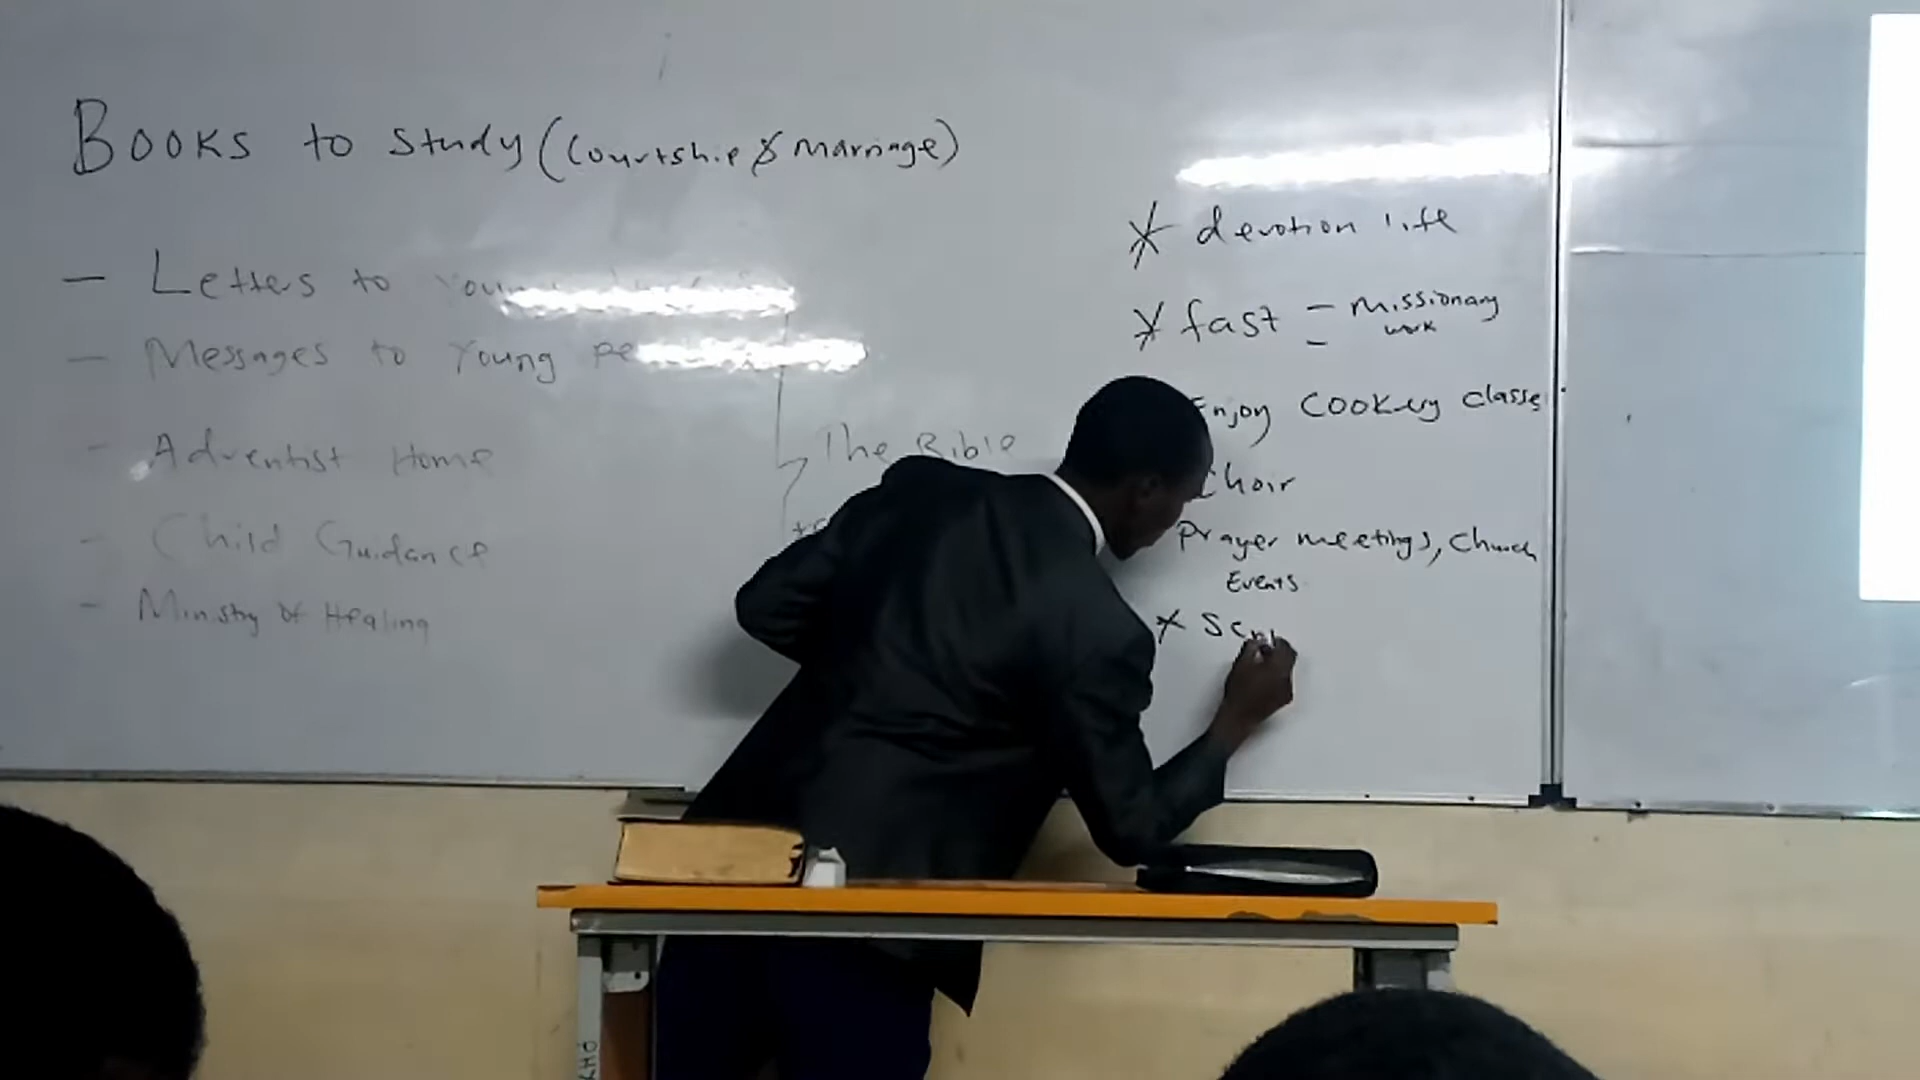 Books to study (Courtship & Marriage)
- Letters to
- Messages to Young
- Adventist Home
- Child Guidance
- Ministry of Healing
The Bible
* devotion life
* fast - missionary
work
Enjoy Cookery classes
Choir
Prayer meetings, Church
Events
*